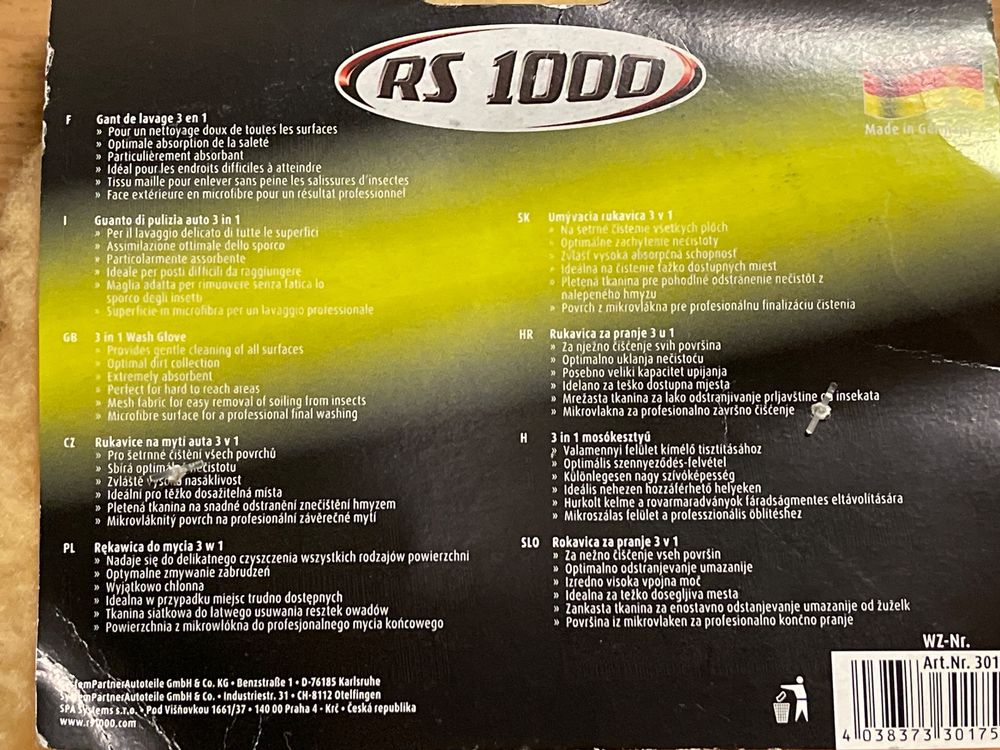 RS 1000
Made in Germany
F Gant de lavage 3 en 1
» Pour un nettoyage doux de toutes les surfaces
» Optimale absorption de la saleté
» Particulièrement absorbant
» Idéal pour les endroits difficiles à atteindre
» Tissu maille pour enlever sans peine les salissures d'insectes
» Face extérieure en microfibre pour un résultat professionnel
I Guanto di pulizia auto 3 in 1
» Per il lavaggio delicato di tutte le superfici
» Assimilazione ottimale dello sporco
» Particolarmente assorbente
» Ideale per posti difficili da raggiungere
» Maglia adatta per rimuovere senza fatica lo
sporco degli insetti
» Superficie in microfibra per un lavaggio professionale
GB 3 in 1 Wash Glove
» Provides gentle cleaning of all surfaces
» Optimal dirt collection
» Extremely absorbent
» Perfect for hard to reach areas
» Mesh fabric for easy removal of soiling from insects
» Microfibre surface for a professional final washing
CZ Rukavice na mytí auta 3 v 1
» Pro šetrnné čištění všech povrchů
» Sbírá optimálně nečistotu
» Zvláště vysoká nasáklivost
» Ideální pro těžko dosažitelná místa
» Pletená tkanina na snadné odstranění znečištění hmyzem
» Mikrovláknitý povrch na profesionální závěrečné mytí
PL Rękawica do mycia 3 w 1
» Nadaje się do delikatnego czyszczenia wszystkich rodzajów powierzchni
» Optymalne zmywanie zabrudzeń
» Wyjątkowo chłonna
» Idealna w przypadku miejsc trudno dostępnych
» Tkanina siatkowa do łatwego usuwania resztek owadów
» Powierzchnia z mikrowłókna do profesjonalnego mycia końcowego
SK Umývacia rukavica 3 v 1
» Na šetrné čistenie všetkých plôch
» Optimálne zachytenie nečistoty
» Zvlášť vysoká absorpčná schopnosť
» Ideálna na čistenie ťažko dostupných miest
» Pletená tkanina pre pohodlné odstránenie nečistôt z
nalepeného hmyzu
» Povrch z mikrovlákna pre profesionálnu finalizáciu čistenia
HR Rukavica za pranje 3 u 1
» Za nježno čišćenje svih površina
» Optimalno uklanja nečistoću
» Posebno veliki kapacitet upijanja
» Idelano za teško dostupna mjesta
» Mrežasta tkanina za lako odstranjivanje prljavštine od insekata
» Mikrovlakna za profesionalno završno čišćenje
H 3 in 1 mosókesztyű
» Valamennyi felület kímélő tisztításához
» Optimális szennyeződés-felvétel
» Különlegesen nagy szívóképesség
» Ideális nehezen hozzáférhető helyeken
» Hurkolt kelme a rovarmaradványok fáradságmentes eltávolítására
» Mikroszálas felület a professzionális öblítéshez
SLO Rokavica za pranje 3 v 1
» Za nežno čiščenje vseh površin
» Optimalno odstranjevanje umazanije
» Izredno visoka vpojna moč
» Idealna za težko dosegljiva mesta
» Zankasta tkanina za enostavno odstanjevanje umazanije od žuželk
» Površina iz mikrovlaken za profesionalno končno pranje
SystemPartnerAutoteile GmbH & Co. KG • Benzstraße 1 • D-76185 Karlsruhe
SystemPartnerAutoteile GmbH & Co. • Industriestr. 31 • CH-8112 Otelfingen
SPA Systems s.r.o. • Pod Višňovkou 1661/37 • 140 00 Praha 4 - Krč • Česká republika
www.rs1000.com
WZ-Nr.
Art.Nr. 301
4 038373 30175